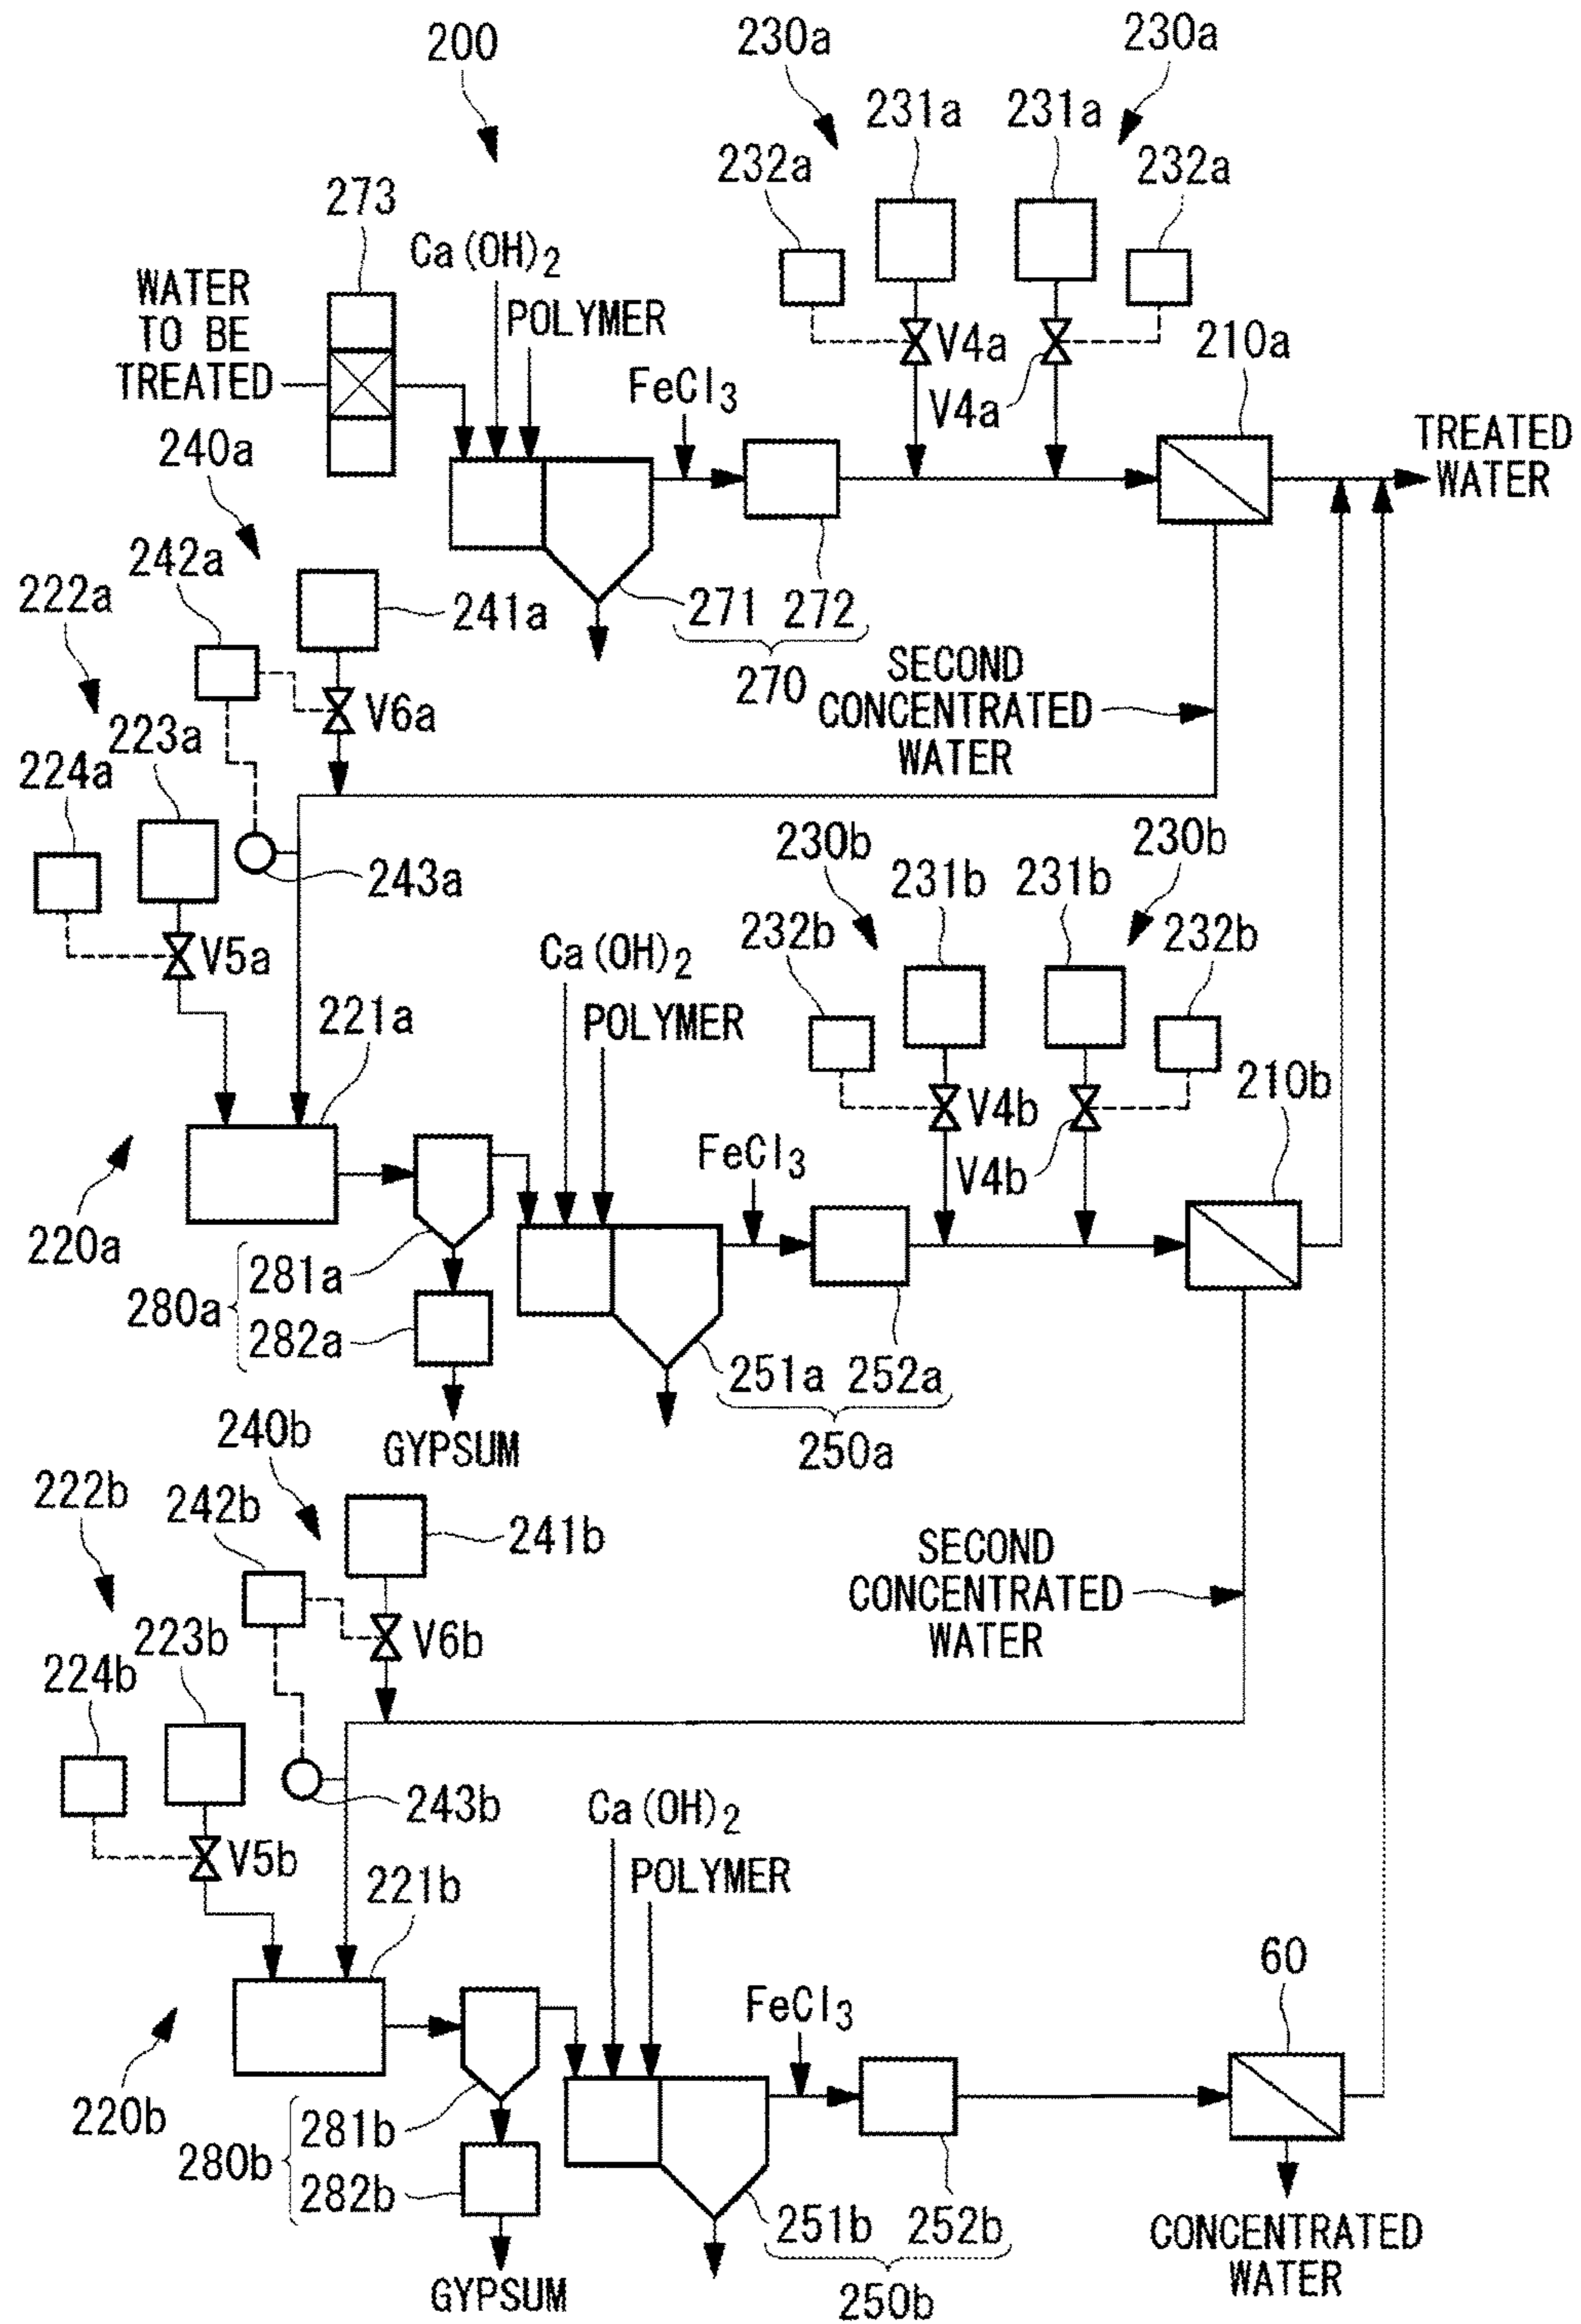 200
230a
230a
231a
231a
232a
232a
273
Ca(OH)2
WATER
TO BE
TREATED
POLYMER
V4a
210a
FeCl3
V4a
TREATED
WATER
240a
242a
222a
241a
271
272
270
SECOND
CONCENTRATED
WATER
V6a
223a
224a
243a
230b
230b
231b
231b
232b
232b
V5a
Ca(OH)2
POLYMER
221a
210b
V4b
FeCl3
V4b
220a
281a
280a
282a
251a
252a
250a
GYPSUM
240b
222b
242b
241b
SECOND
CONCENTRATED
WATER
V6b
223b
224b
243b
Ca(OH)2
V5b
POLYMER
221b
60
FeCl3
220b
281b
280b
282b
251b
252b
250b
GYPSUM
CONCENTRATED
WATER